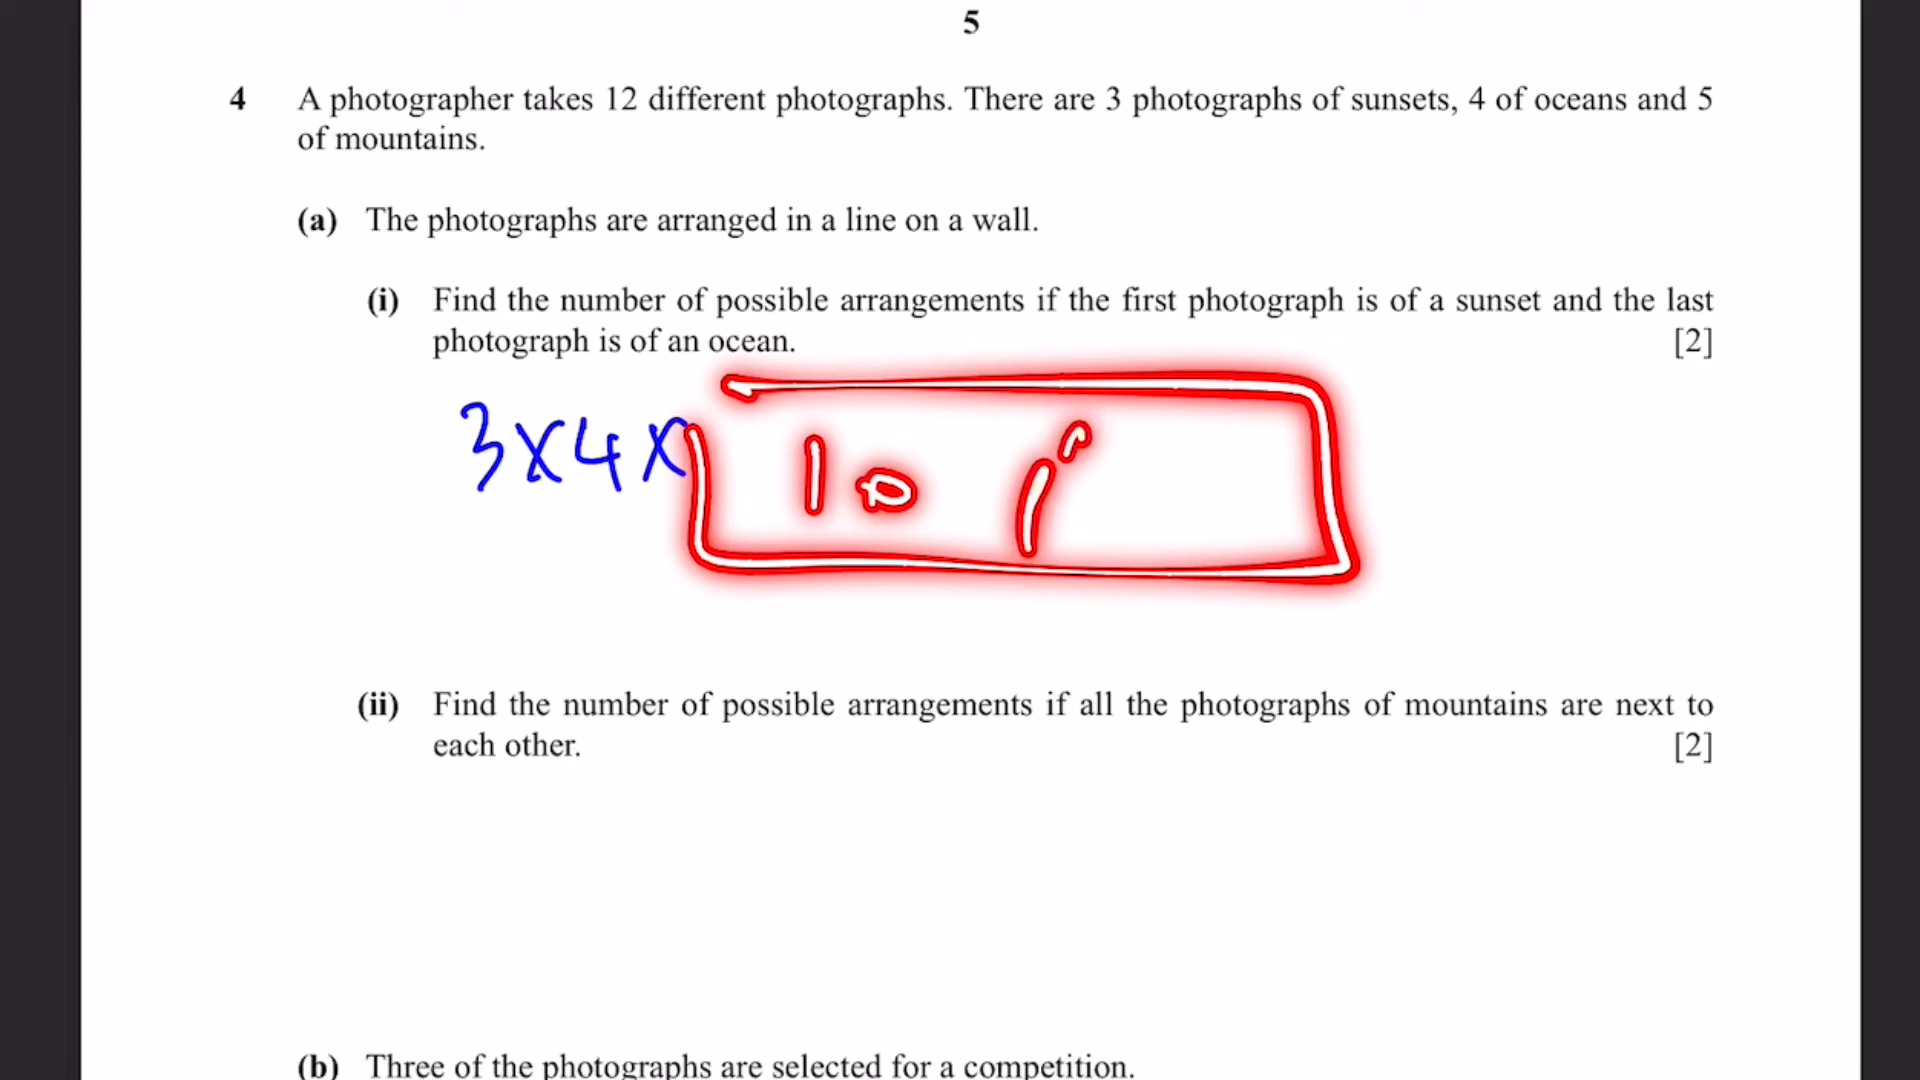 5
4 A photographer takes 12 different photographs. There are 3 photographs of sunsets, 4 of oceans and 5
of mountains.
(a) The photographs are arranged in a line on a wall.
(i) Find the number of possible arrangements if the first photograph is of a sunset and the last
photograph is of an ocean. [2]
3x4x 10
(ii) Find the number of possible arrangements if all the photographs of mountains are next to
each other. [2]
(b) Three of the photographs are selected for a competition.